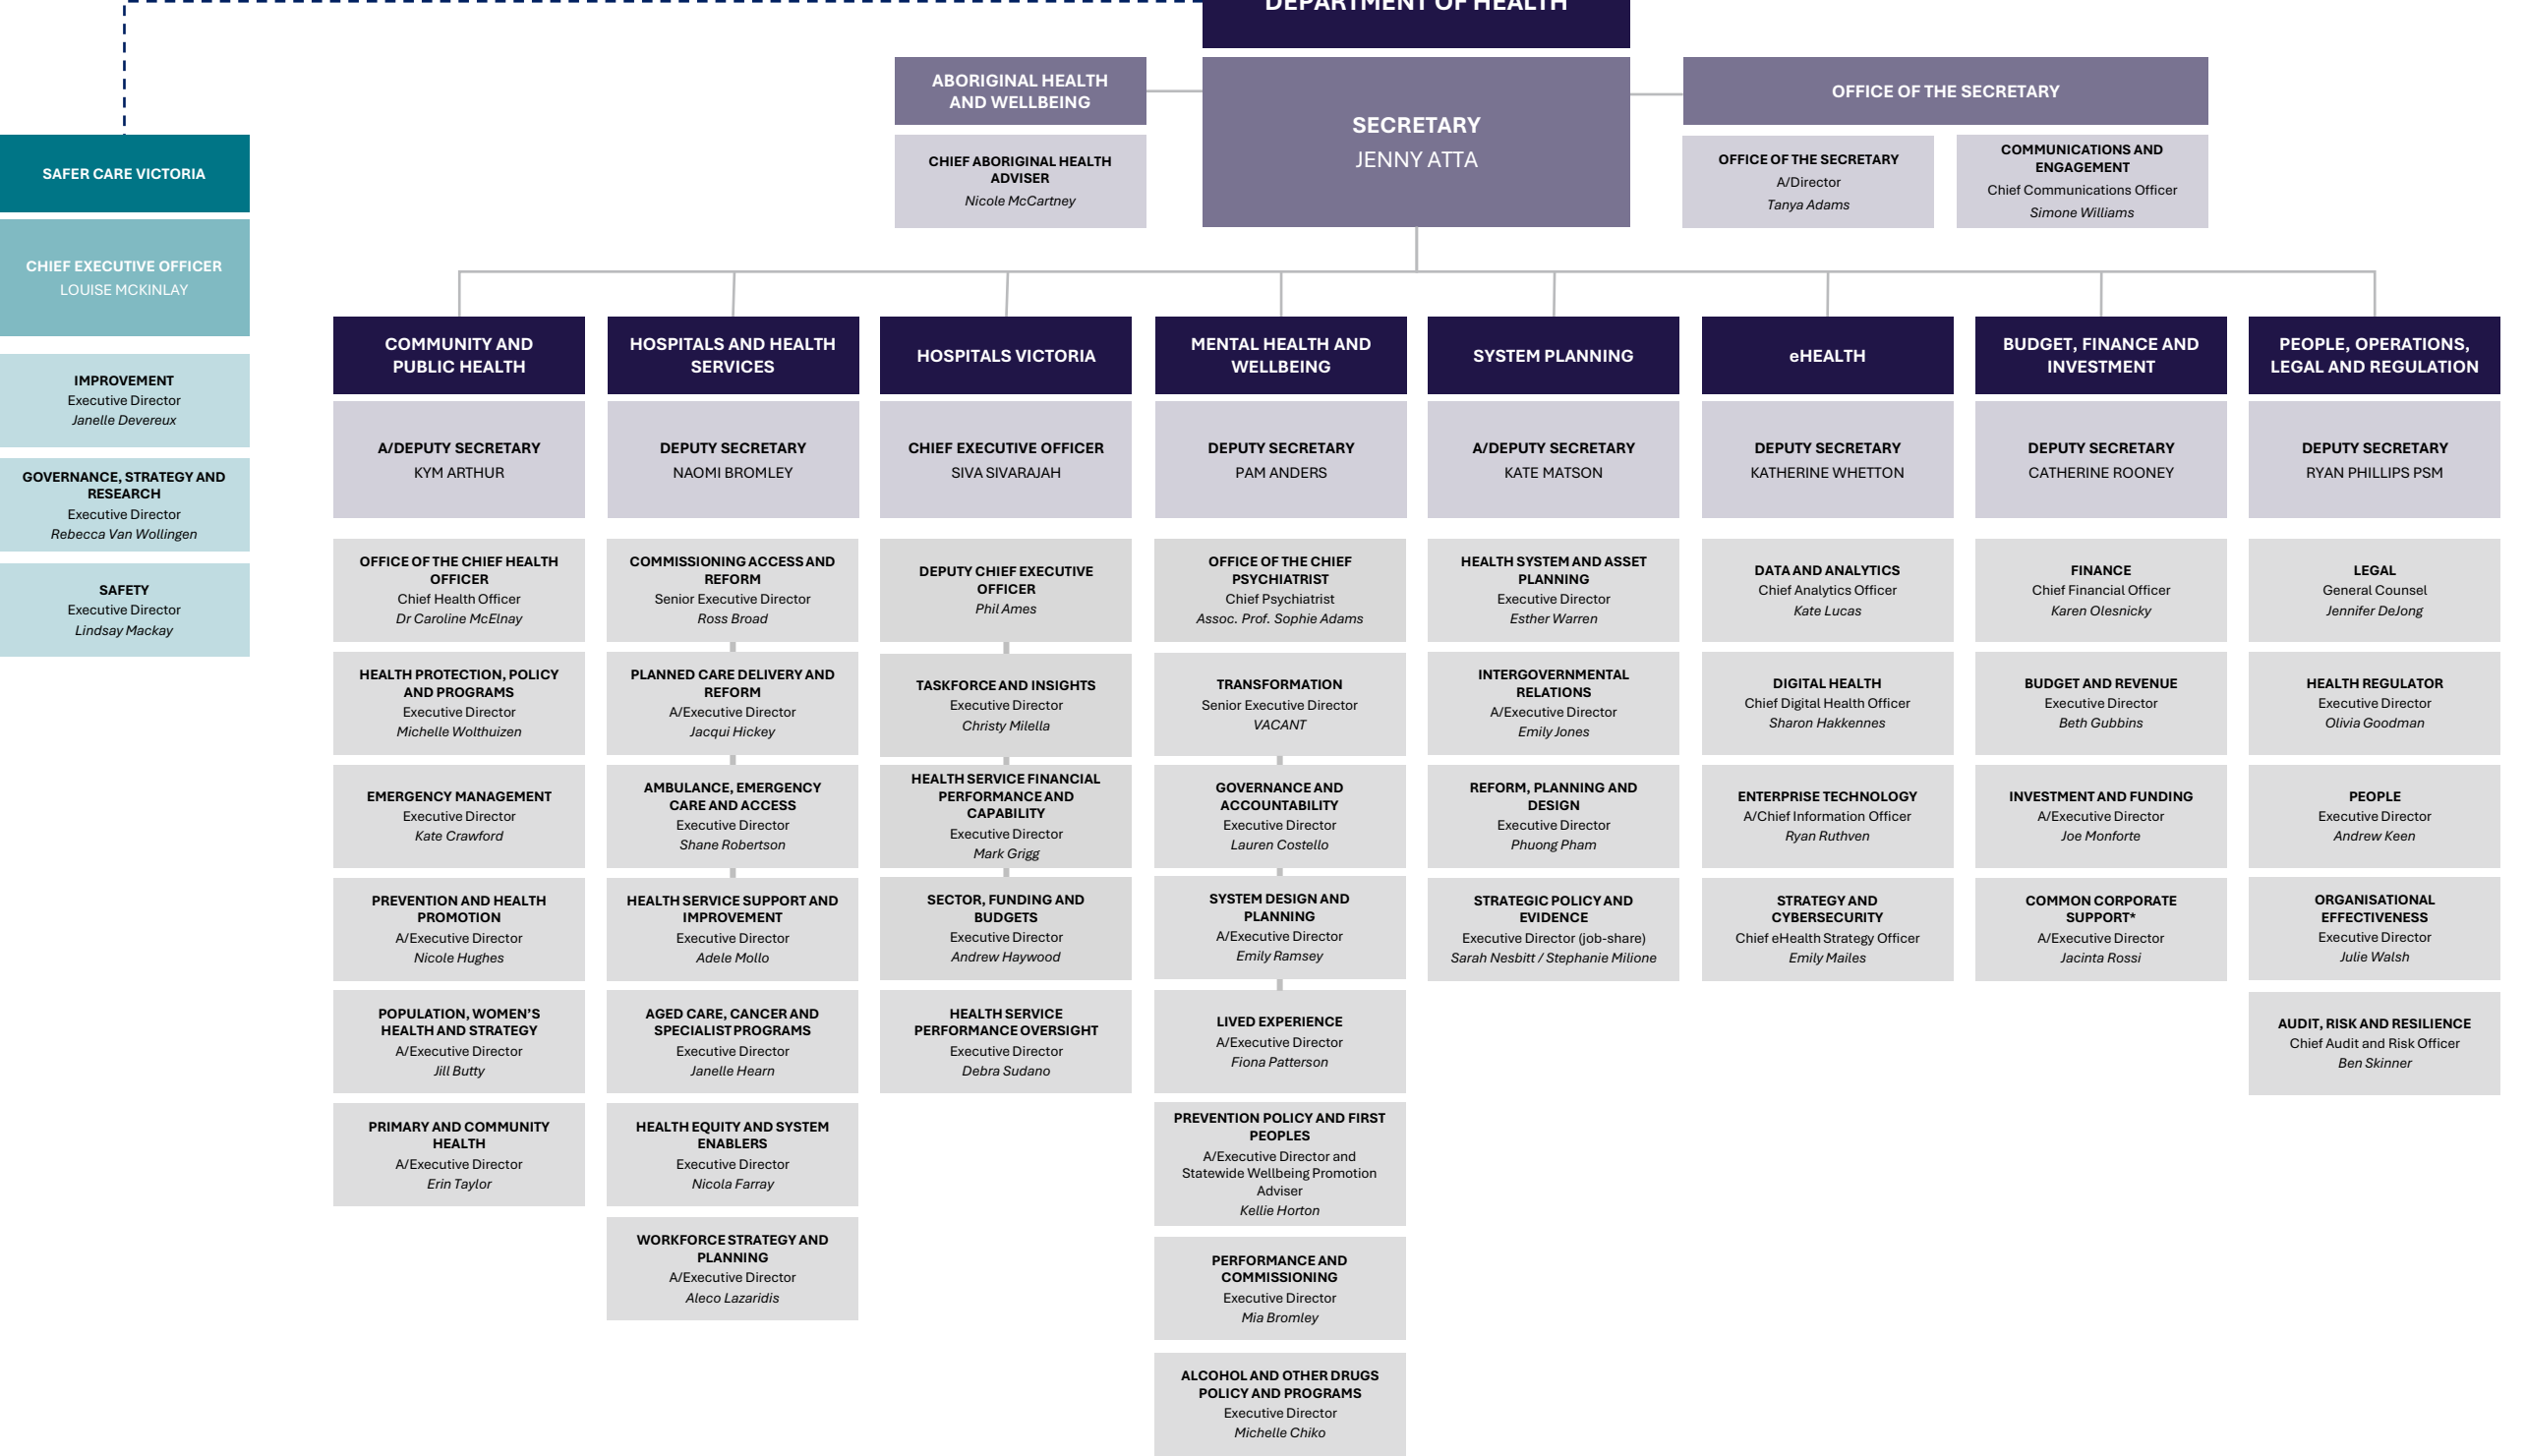 DEPARTMENT OF HEALTH
ABORIGINAL HEALTH
AND WELLBEING
CHIEF ABORIGINAL HEALTH
ADVISER
Nicole McCartney
SECRETARY
JENNY ATTA
OFFICE OF THE SECRETARY
OFFICE OF THE SECRETARY
A/Director
Tanya Adams
COMMUNICATIONS AND
ENGAGEMENT
Chief Communications Officer
Simone Williams
SAFER CARE VICTORIA
CHIEF EXECUTIVE OFFICER
LOUISE MCKINLAY
IMPROVEMENT
Executive Director
Janelle Devereux
GOVERNANCE, STRATEGY AND
RESEARCH
Executive Director
Rebecca Van Wollingen
SAFETY
Executive Director
Lindsay Mackay
COMMUNITY AND
PUBLIC HEALTH
A/DEPUTY SECRETARY
KYM ARTHUR
OFFICE OF THE CHIEF HEALTH
OFFICER
Chief Health Officer
Dr Caroline McElnay
HEALTH PROTECTION, POLICY
AND PROGRAMS
Executive Director
Michelle Wolthuizen
EMERGENCY MANAGEMENT
Executive Director
Kate Crawford
PREVENTION AND HEALTH
PROMOTION
A/Executive Director
Nicole Hughes
POPULATION, WOMEN'S
HEALTH AND STRATEGY
A/Executive Director
Jill Butty
PRIMARY AND COMMUNITY
HEALTH
A/Executive Director
Erin Taylor
HOSPITALS AND HEALTH
SERVICES
DEPUTY SECRETARY
NAOMI BROMLEY
COMMISSIONING ACCESS AND
REFORM
Senior Executive Director
Ross Broad
PLANNED CARE DELIVERY AND
REFORM
A/Executive Director
Jacqui Hickey
AMBULANCE, EMERGENCY
CARE AND ACCESS
Executive Director
Shane Robertson
HEALTH SERVICE SUPPORT AND
IMPROVEMENT
Executive Director
Adele Mollo
AGED CARE, CANCER AND
SPECIALIST PROGRAMS
Executive Director
Janelle Hearn
HEALTH EQUITY AND SYSTEM
ENABLERS
Executive Director
Nicola Farray
WORKFORCE STRATEGY AND
PLANNING
A/Executive Director
Aleco Lazaridis
HOSPITALS VICTORIA
CHIEF EXECUTIVE OFFICER
SIVA SIVARAJAH
DEPUTY CHIEF EXECUTIVE
OFFICER
Phil Ames
TASKFORCE AND INSIGHTS
Executive Director
Christy Milella
HEALTH SERVICE FINANCIAL
PERFORMANCE AND
CAPABILITY
Executive Director
Mark Grigg
SECTOR, FUNDING AND
BUDGETS
Executive Director
Andrew Haywood
HEALTH SERVICE
PERFORMANCE OVERSIGHT
Executive Director
Debra Sudano
MENTAL HEALTH AND
WELLBEING
DEPUTY SECRETARY
PAM ANDERS
OFFICE OF THE CHIEF
PSYCHIATRIST
Chief Psychiatrist
Assoc. Prof. Sophie Adams
TRANSFORMATION
Senior Executive Director
VACANT
GOVERNANCE AND
ACCOUNTABILITY
Executive Director
Lauren Costello
SYSTEM DESIGN AND
PLANNING
A/Executive Director
Emily Ramsey
LIVED EXPERIENCE
A/Executive Director
Fiona Patterson
PREVENTION POLICY AND FIRST
PEOPLES
A/Executive Director and
Statewide Wellbeing Promotion
Adviser
Kellie Horton
PERFORMANCE AND
COMMISSIONING
Executive Director
Mia Bromley
ALCOHOL AND OTHER DRUGS
POLICY AND PROGRAMS
Executive Director
Michelle Chiko
SYSTEM PLANNING
A/DEPUTY SECRETARY
KATE MATSON
HEALTH SYSTEM AND ASSET
PLANNING
Executive Director
Esther Warren
INTERGOVERNMENTAL
RELATIONS
A/Executive Director
Emily Jones
REFORM, PLANNING AND
DESIGN
Executive Director
Phuong Pham
STRATEGIC POLICY AND
EVIDENCE
Executive Director (job-share)
Sarah Nesbitt / Stephanie Milione
eHEALTH
DEPUTY SECRETARY
KATHERINE WHETTON
DATA AND ANALYTICS
Chief Analytics Officer
Kate Lucas
DIGITAL HEALTH
Chief Digital Health Officer
Sharon Hakkennes
ENTERPRISE TECHNOLOGY
A/Chief Information Officer
Ryan Ruthven
STRATEGY AND
CYBERSECURITY
Chief eHealth Strategy Officer
Emily Mailes
BUDGET, FINANCE AND
INVESTMENT
DEPUTY SECRETARY
CATHERINE ROONEY
FINANCE
Chief Financial Officer
Karen Olesnicky
BUDGET AND REVENUE
Executive Director
Beth Gubbins
INVESTMENT AND FUNDING
A/Executive Director
Joe Monforte
COMMON CORPORATE
SUPPORT*
A/Executive Director
Jacinta Rossi
PEOPLE, OPERATIONS,
LEGAL AND REGULATION
DEPUTY SECRETARY
RYAN PHILLIPS PSM
LEGAL
General Counsel
Jennifer DeJong
HEALTH REGULATOR
Executive Director
Olivia Goodman
PEOPLE
Executive Director
Andrew Keen
ORGANISATIONAL
EFFECTIVENESS
Executive Director
Julie Walsh
AUDIT, RISK AND RESILIENCE
Chief Audit and Risk Officer
Ben Skinner